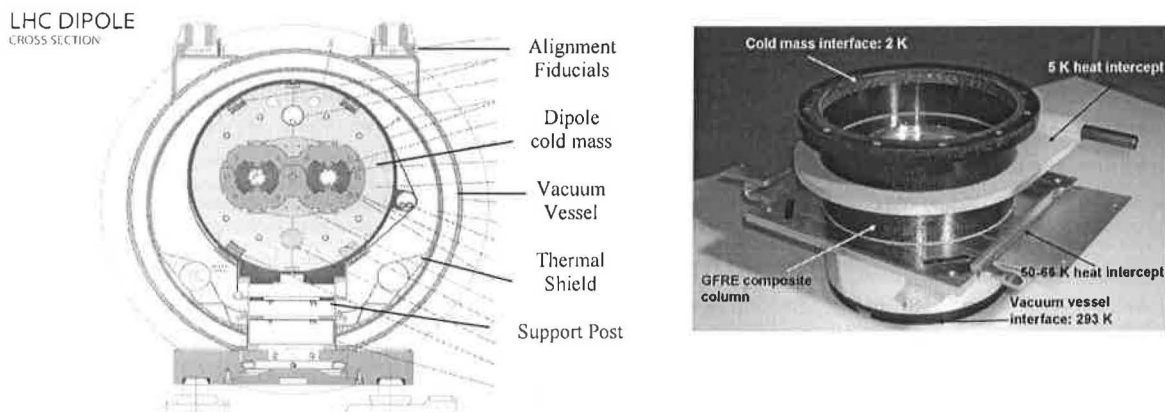 LHC DIPOLE
CROSS SECTION
Alignment
Fiducials
Dipole
cold mass
Vacuum
Vessel
Thermal
Shield
Support Post
Cold mass interface: 2 K
5 K heat intercept
GFRE composite
column
50-65 K heat intercept
Vacuum vessel
interface: 293 K